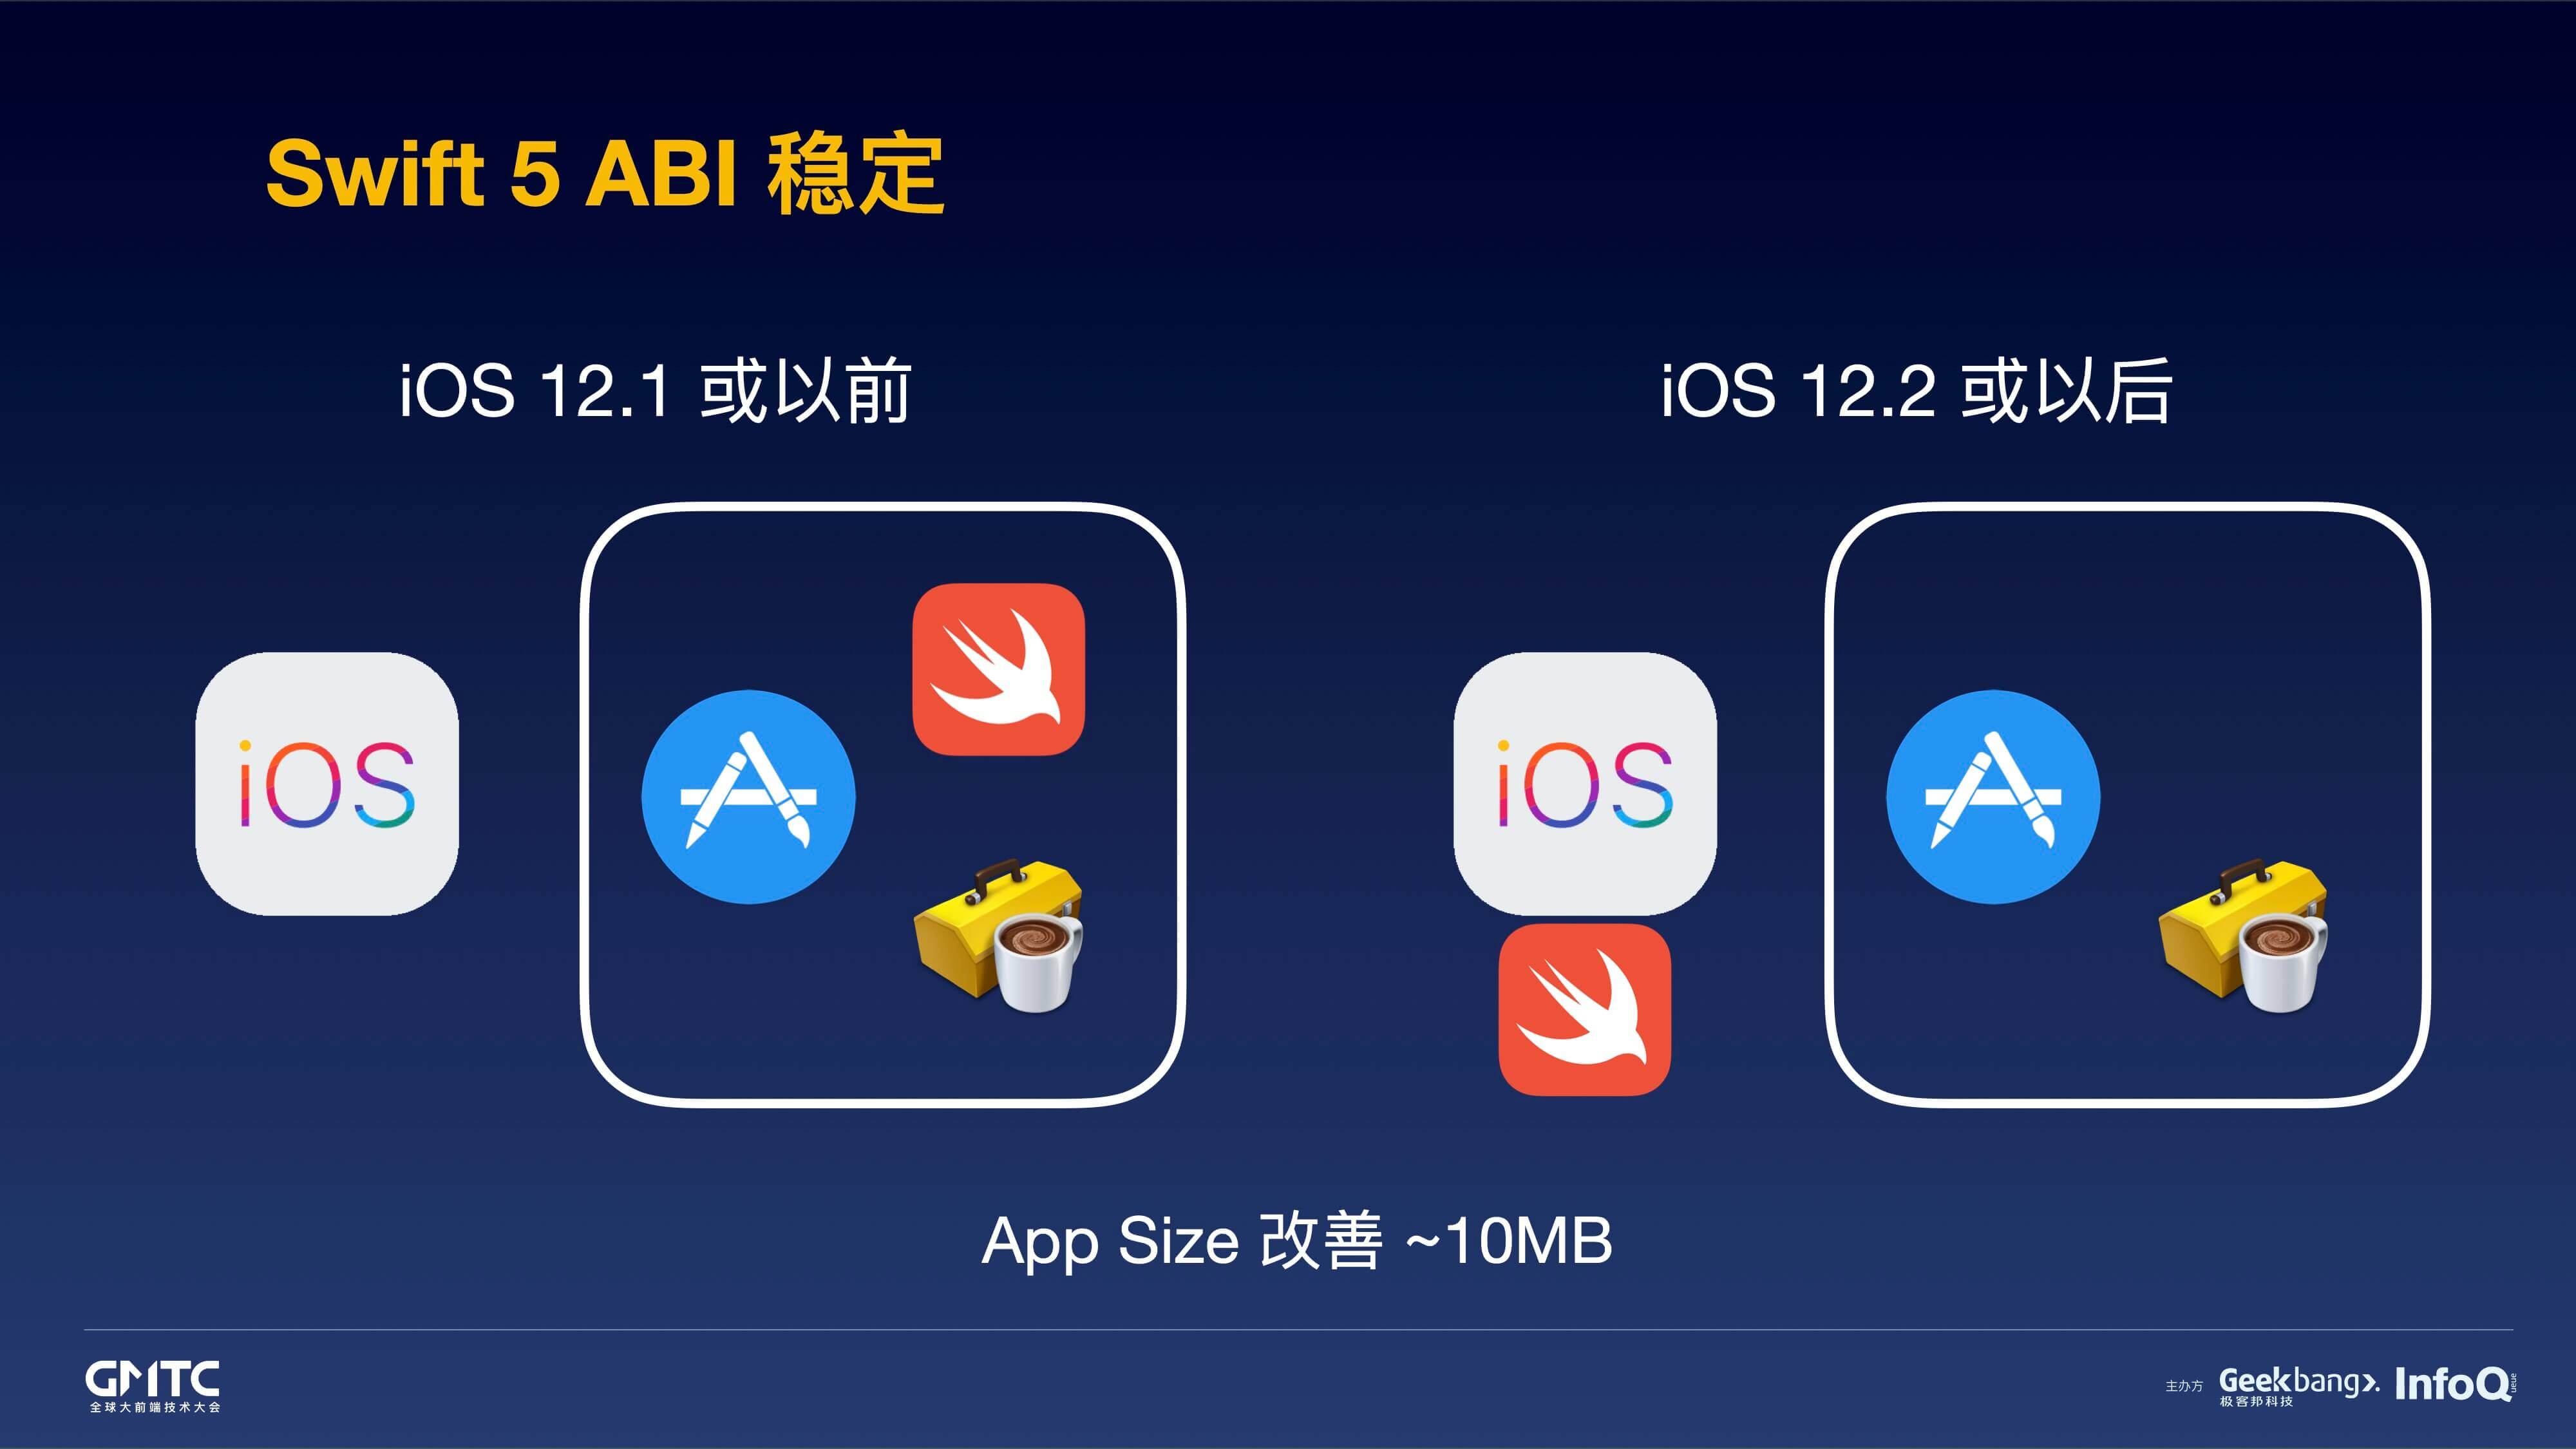 Swift 5 ABI 稳定
iOS 12.1 或以前
iOS 12.2 或以后
iOS
iOS
App Size 改善 ~10MB
GMTC
全球大前端技术大会
主办方
Geekbang>.
极客邦科技
InfoQ
ueue